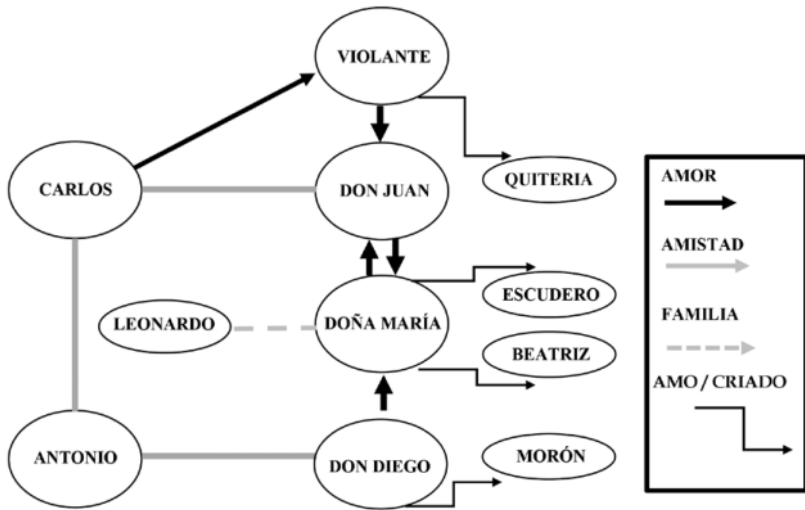 VIOLANTE
CARLOS
DON JUAN
QUITERIA
LEONARDO
DOÑA MARÍA
ESCUDERO
BEATRIZ
ANTONIO
DON DIEGO
MORÓN
AMOR
AMISTAD
FAMILIA
AMO / CRIADO